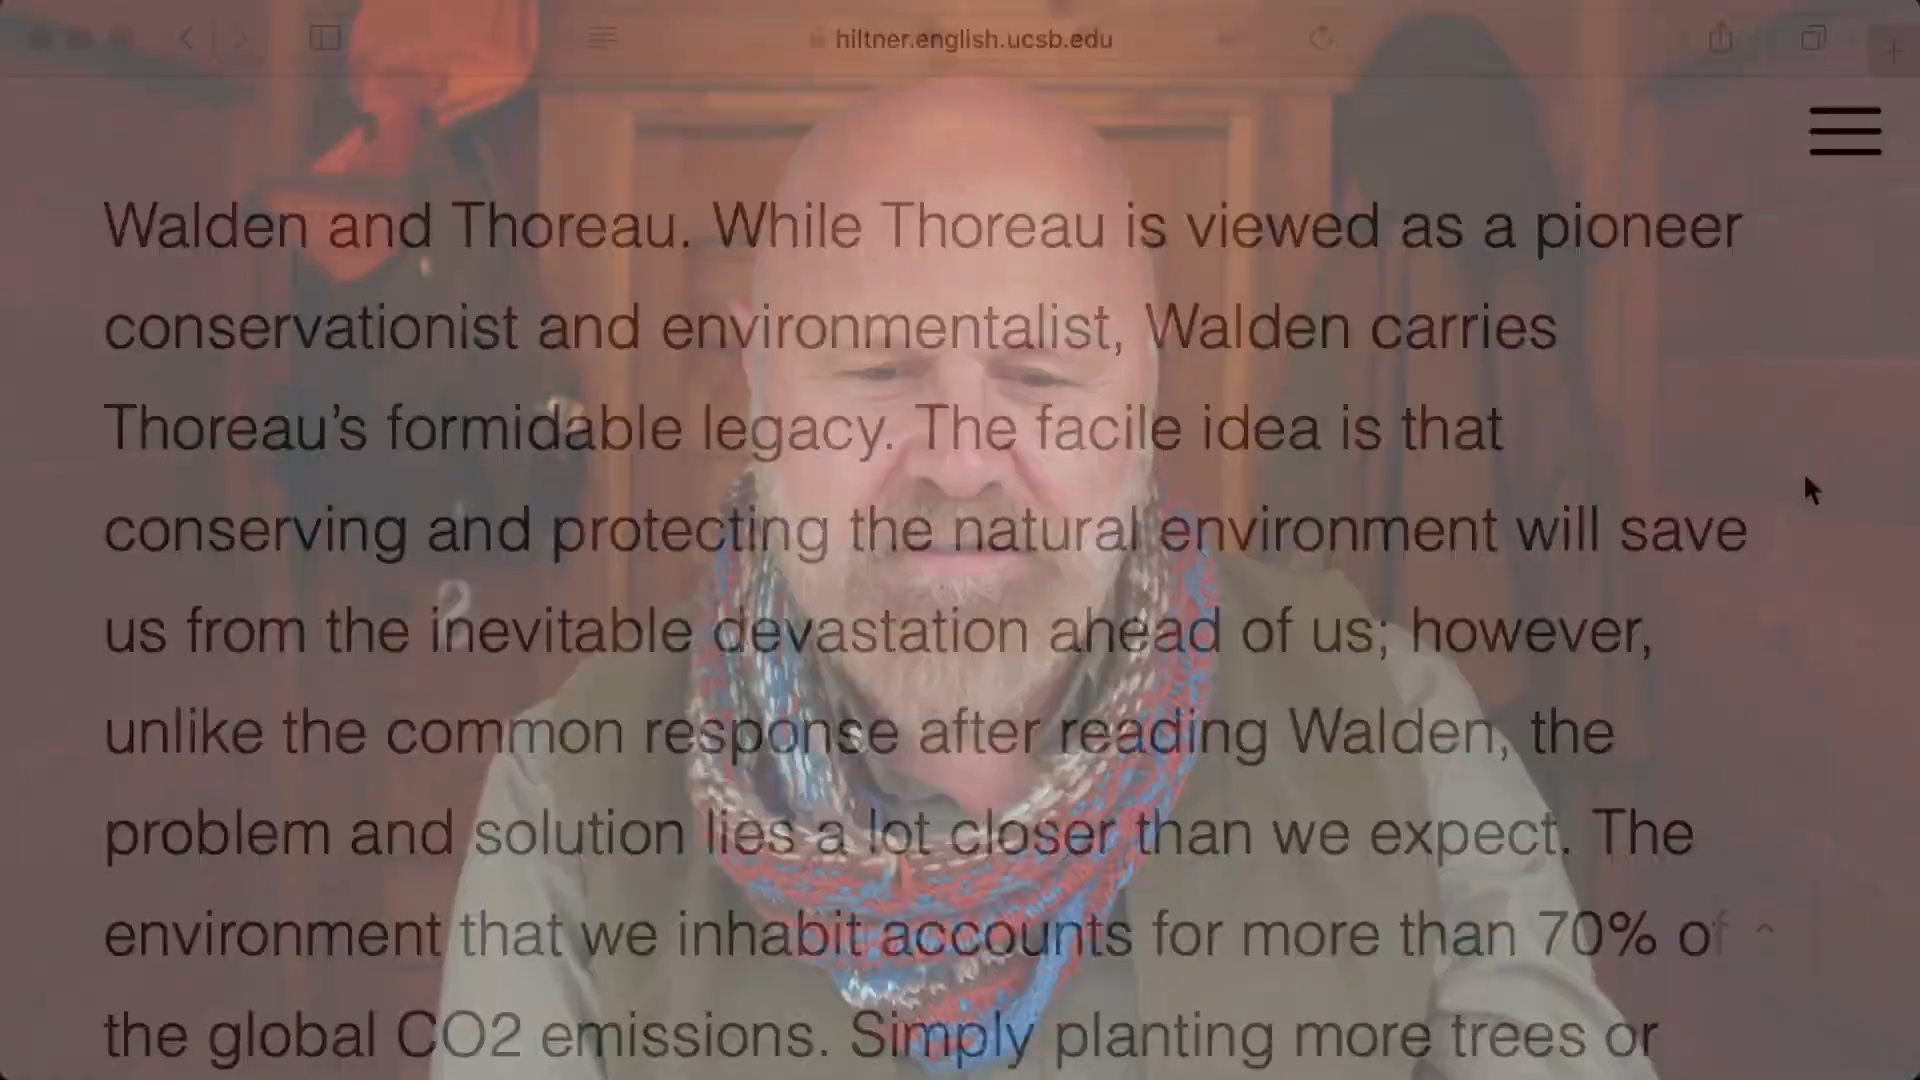 hiltner.english.ucsb.edu
Walden and Thoreau. While Thoreau is viewed as a pioneer
conservationist and environmentalist, Walden carries
Thoreau’s formidable legacy. The facile idea is that
conserving and protecting the natural environment will save
us from the inevitable devastation ahead of us; however,
unlike the common response after reading Walden, the
problem and solution lies a lot closer than we expect. The
environment that we inhabit accounts for more than 70% of
the global CO2 emissions. Simply planting more trees or